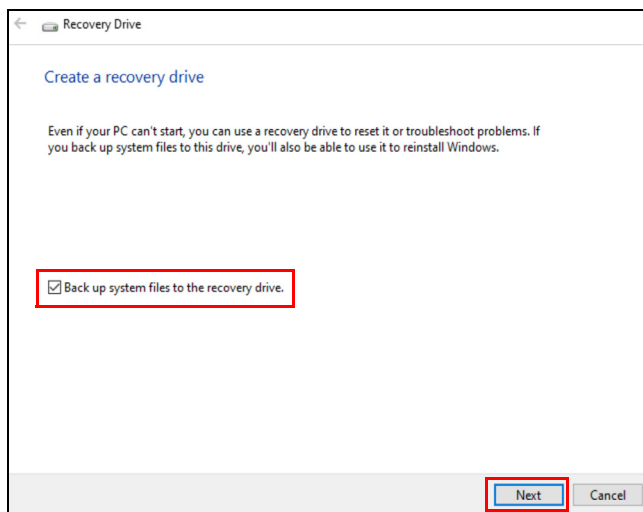 Recovery Drive
Create a recovery drive
Even if your PC can't start, you can use a recovery drive to reset it or troubleshoot problems. If
you back up system files to this drive, you'll also be able to use it to reinstall Windows.
Back up system files to the recovery drive.
Next Cancel